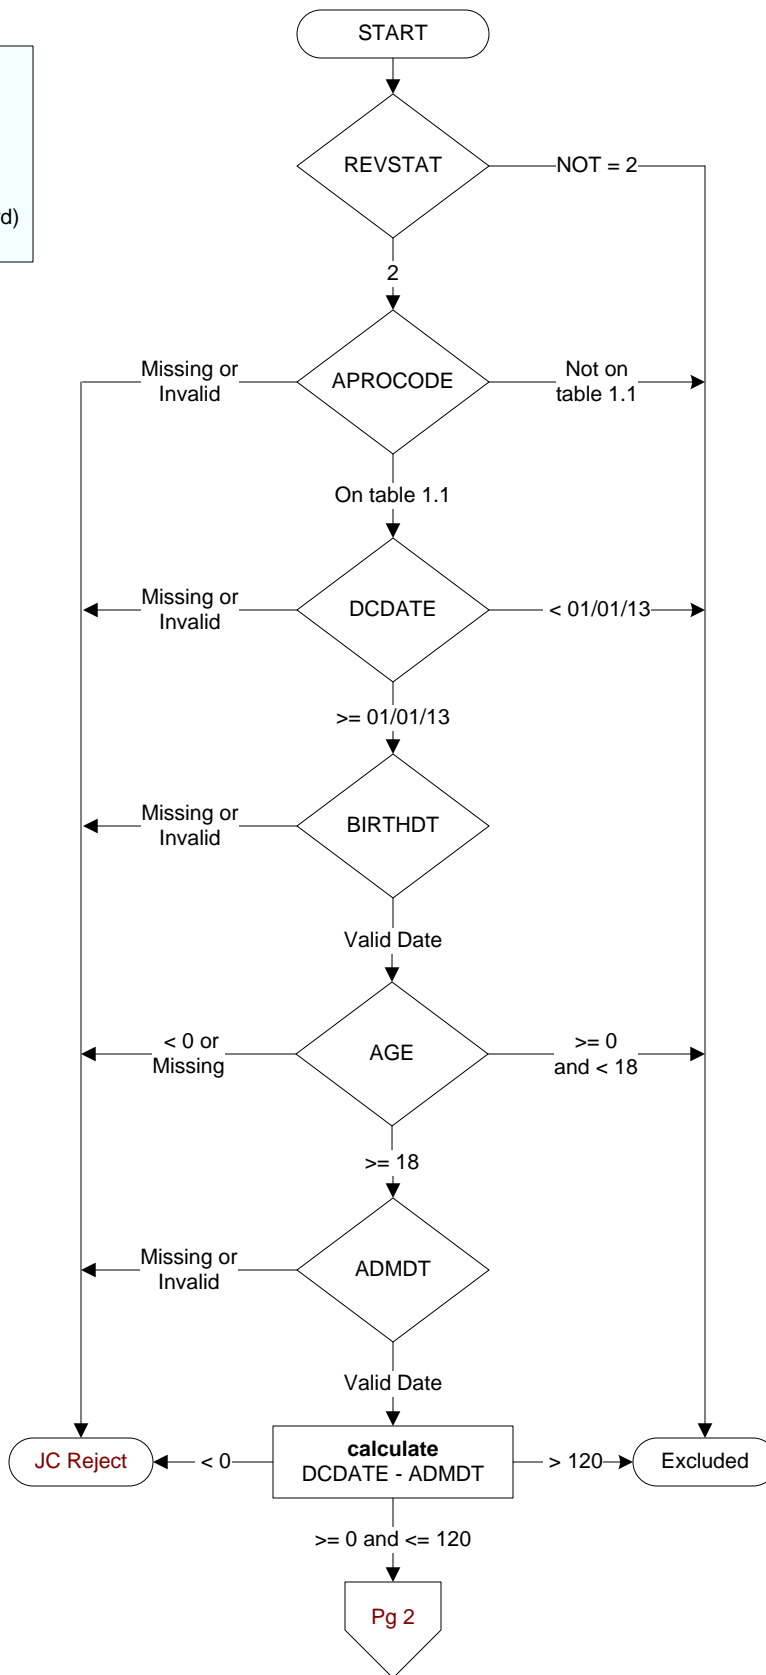 START
REVSTAT
NOT = 2
d)
2
Missing or
Invalid
APROCODE
Not on
table 1.1
On table 1.1
Missing or
Invalid
DCDATE
< 01/01/13
>= 01/01/13
Missing or
Invalid
BIRTHDT
Valid Date
< 0 or
Missing
AGE
>= 0
and < 18
>= 18
Missing or
Invalid
ADMDT
Valid Date
JC Reject
< 0
calculate
DCDATE - ADMDT
> 120
Excluded
>= 0 and <= 120
Pg 2